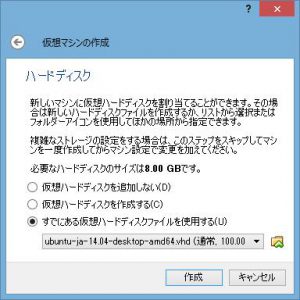 仮想マシンの作成
ハードディスク
新しいマシンに仮想ハードディスクを割り当てることができます。その場
合は新しいハードディスクファイルを作成するか、リストから選択または
フォルダーアイコンを使用してほかの場所から指定できます。
複雑なストレージの設定をする場合は、このステップをスキップしてマシ
ンを一度作成してからマシン設定で変更を加えてください。
必要なハードディスクのサイズは8.00 GBです。
仮想ハードディスクを追加しない(D)
仮想ハードディスクを作成する(C)
すでにある仮想ハードディスクファイルを使用する(U)
ubuntu-ja-14.04-desktop-amd64.vhd (通常, 100.00
作成
キャンセル